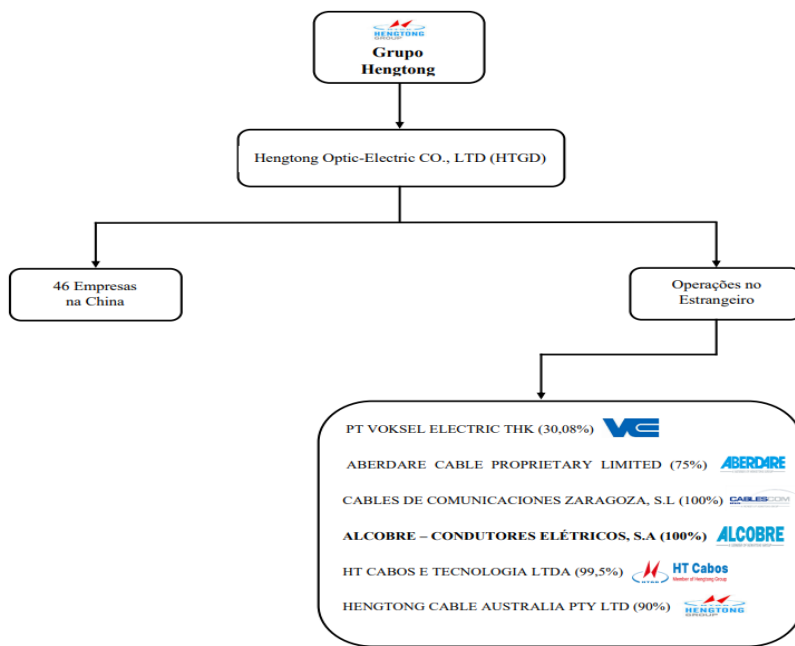 HENGTONG
GROUP
Grupo
Hengtong
Hengtong Optic-Electric CO., LTD (HTGD)
46 Empresas
na China
Operações no
Estrangeiro
PT VOKSEL ELECTRIC THK (30,08%)
ABERDARE CABLE PROPRIETARY LIMITED (75%) ABERDARE
CABLES DE COMUNICACIONES ZARAGOZA, S.L (100%) CABLESCOM
ALCOBRE – CONDUTORES ELÉTRICOS, S.A (100%) ALCOBRE
HT CABOS E TECNOLOGIA LTDA (99,5%) HT Cabos
Member of Hengtong Group
HENGTONG CABLE AUSTRALIA PTY LTD (90%) HENGTONG
GROUP